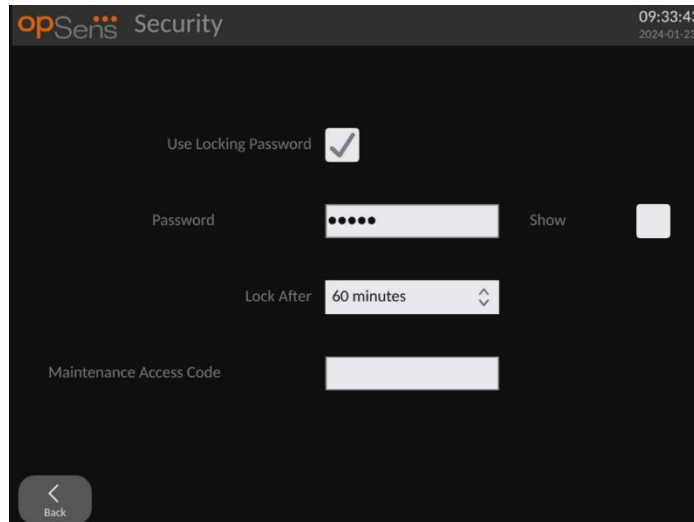 opSens Security
09:33:43
2024-01-23
Use Locking Password
Password ••••• Show
Lock After 60 minutes
Maintenance Access Code
Back